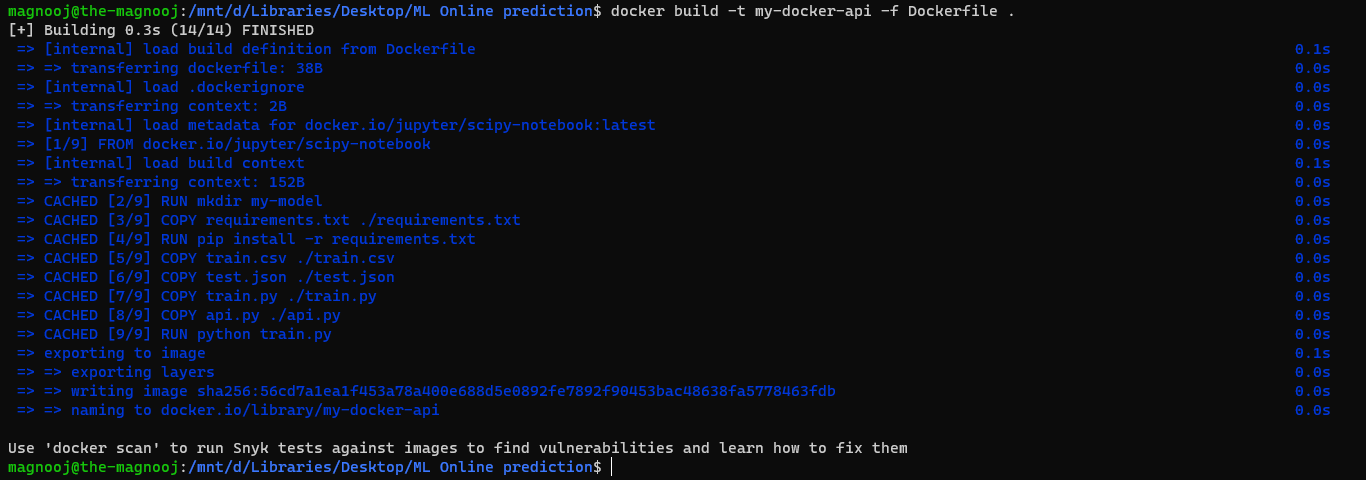 magnooj@the-magnooj:/mnt/d/Libraries/Desktop/ML Online prediction$ docker build -t my-docker-api -f Dockerfile .
[+] Building 0.3s (14/14) FINISHED
=> [internal] load build definition from Dockerfile 0.1s
=> => transferring dockerfile: 38B 0.0s
=> [internal] load .dockerignore 0.0s
=> => transferring context: 2B 0.0s
=> [internal] load metadata for docker.io/jupyter/scipy-notebook:latest 0.0s
=> [1/9] FROM docker.io/jupyter/scipy-notebook 0.0s
=> [internal] load build context 0.1s
=> => transferring context: 152B 0.0s
=> CACHED [2/9] RUN mkdir my-model 0.0s
=> CACHED [3/9] COPY requirements.txt ./requirements.txt 0.0s
=> CACHED [4/9] RUN pip install -r requirements.txt 0.0s
=> CACHED [5/9] COPY train.csv ./train.csv 0.0s
=> CACHED [6/9] COPY test.json ./test.json 0.0s
=> CACHED [7/9] COPY train.py ./train.py 0.0s
=> CACHED [8/9] COPY api.py ./api.py 0.0s
=> CACHED [9/9] RUN python train.py 0.0s
=> exporting to image 0.1s
=> => exporting layers 0.0s
=> => writing image sha256:56cd7a1ea1f453a78a400e688d5e0892fe7892f90453bac48638fa5778463fdb 0.0s
=> => naming to docker.io/library/my-docker-api 0.0s
Use 'docker scan' to run Snyk tests against images to find vulnerabilities and learn how to fix them
magnooj@the-magnooj:/mnt/d/Libraries/Desktop/ML Online prediction$